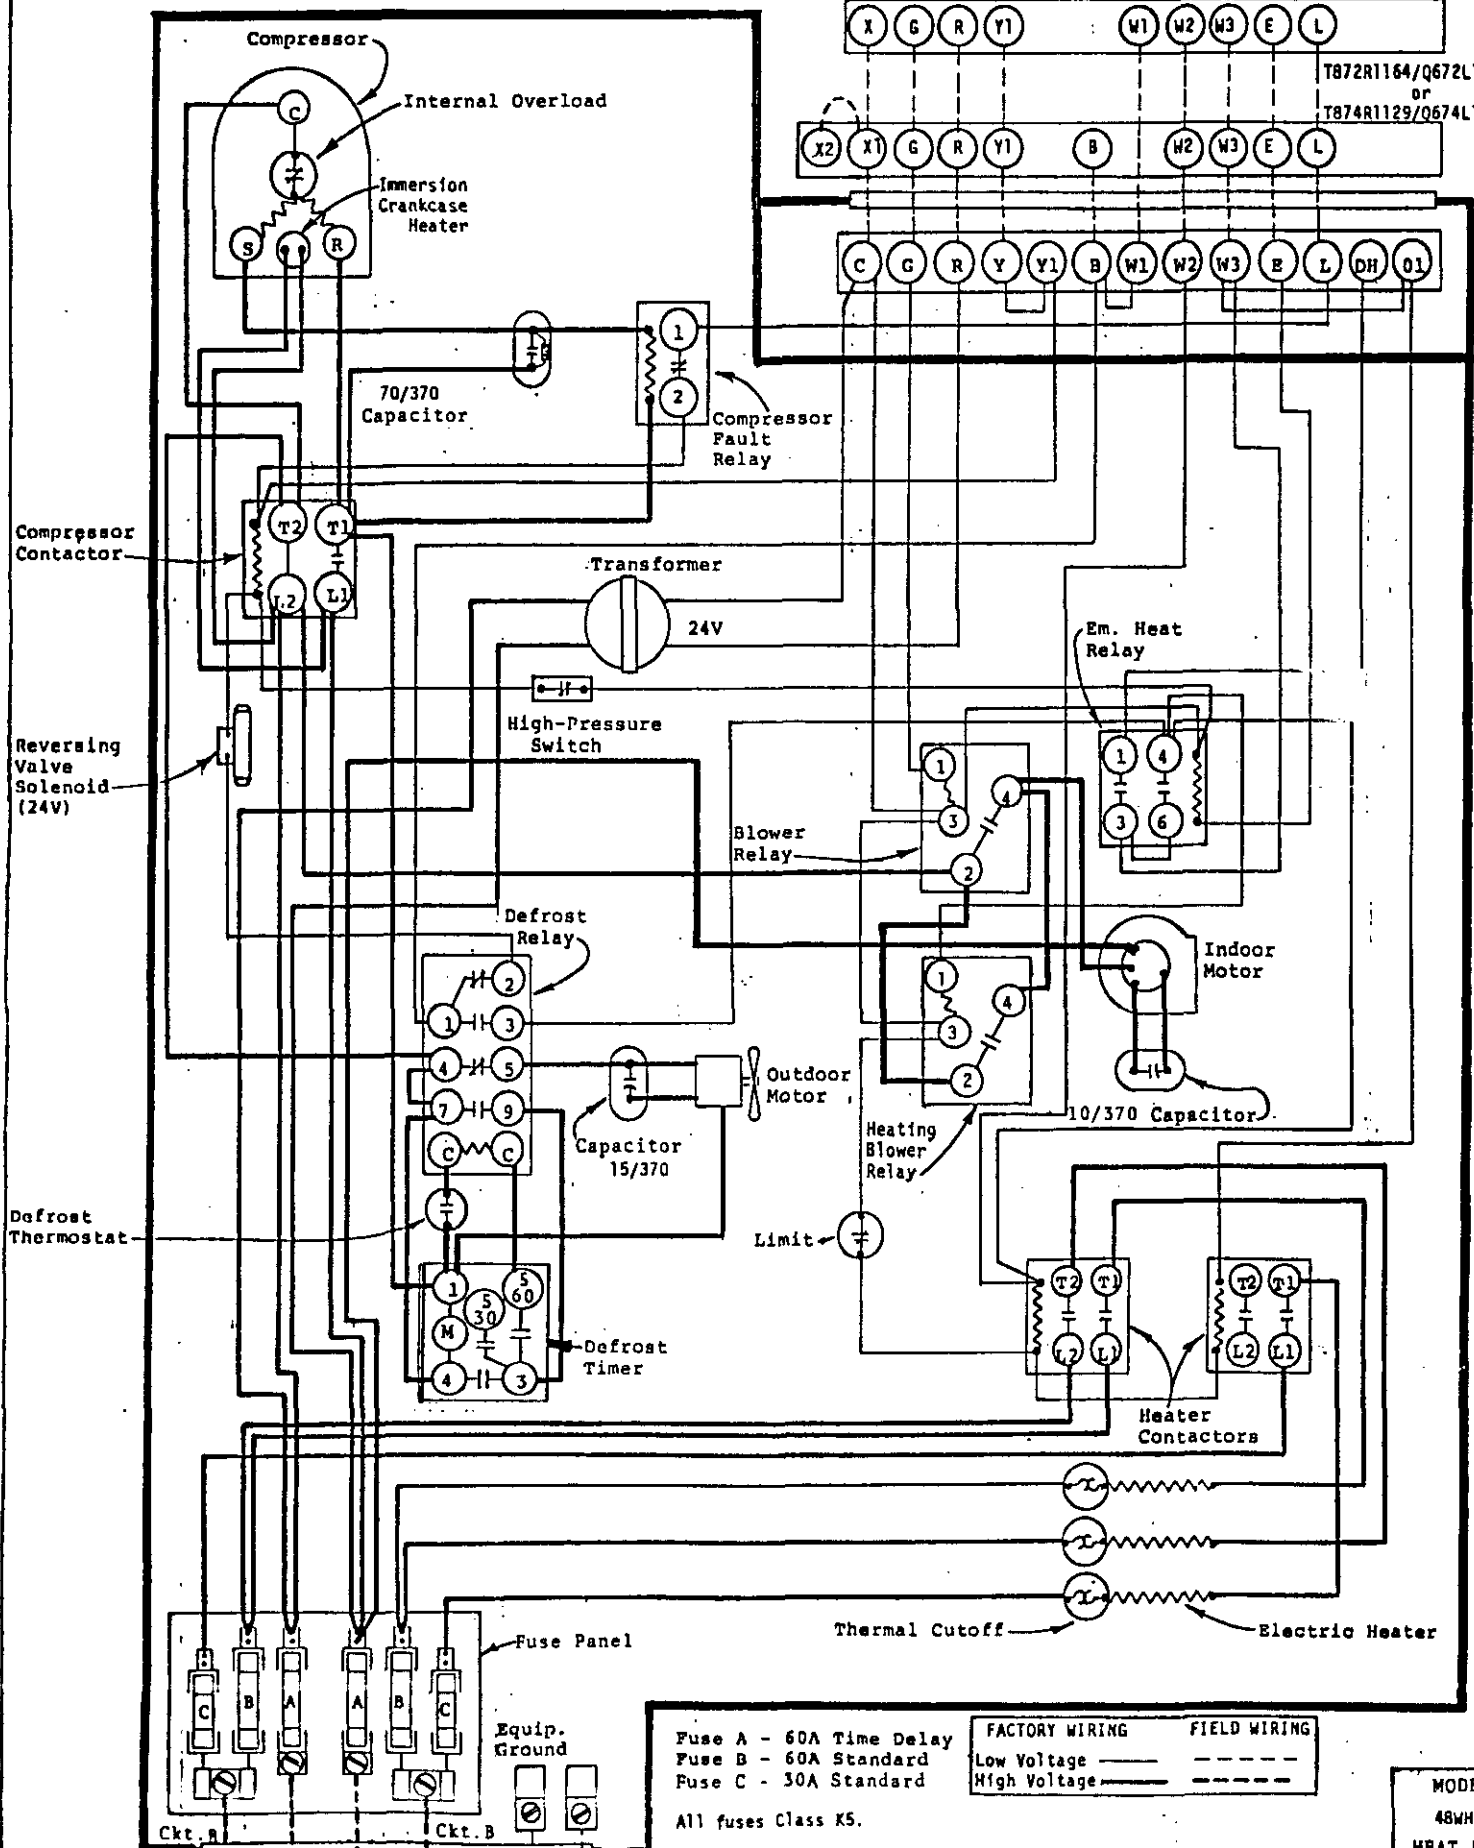 X G R Y1 W1 W2 W3 E L
T872R1164/Q672L
or
T874R1129/Q674L
X2 X1 G R Y1 B W2 W3 E L
C G R Y Y1 B W1 W2 W3 E L DH O1
Compressor
C
Internal Overload
Immersion
Crankcase
Heater
S R
70/370
Capacitor
1
2
Compressor
Fault
Relay
Compressor
Contactor
T2 T1
L2 L1
Transformer
24V
High-Pressure
Switch
Reversing
Valve
Solenoid
(24V)
Em. Heat
Relay
1 4
3 6
Blower
Relay
1
4
3
2
Defrost
Relay
2
1 3
4 5
7 9
C C
Indoor
Motor
1
4
3
2
Heating
Blower
Relay
10/370 Capacitor
Outdoor
Motor
Capacitor
15/370
Defrost
Thermostat
Limit
1
5
60
5
30
M
4 3
Defrost
Timer
T2 T1
L2 L1
T2 T1
L2 L1
Heater
Contactors
Thermal Cutoff
Electric Heater
Fuse Panel
C B A A B C
Ckt.B
Ckt.B
Equip.
Ground
Fuse A - 60A Time Delay
Fuse B - 60A Standard
Fuse C - 30A Standard
All fuses Class K5.
FACTORY WIRING FIELD WIRING
Low Voltage
High Voltage
48WH